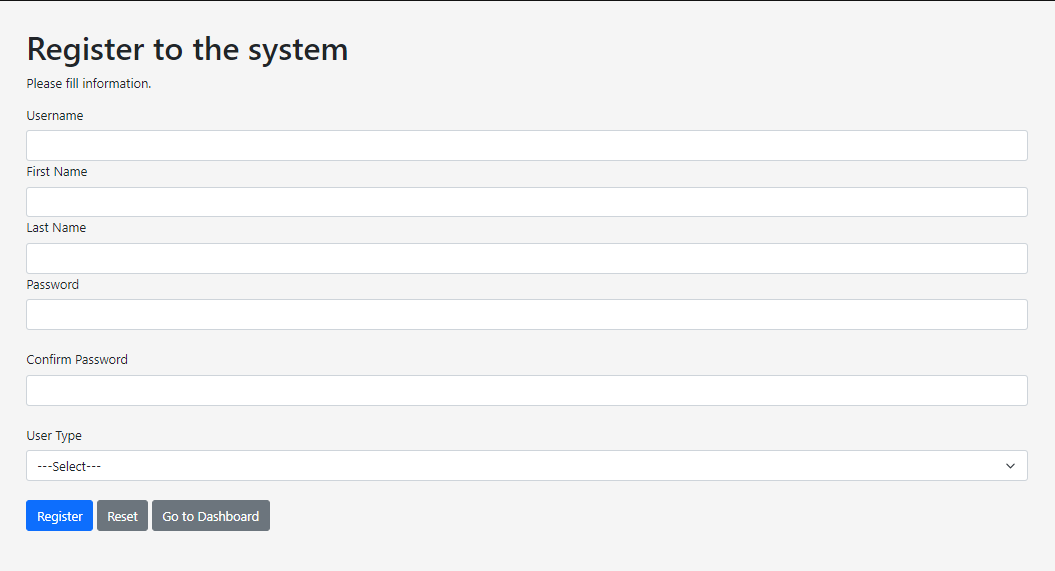 Register to the system
Please fill information.
Username
First Name
Last Name
Password
Confirm Password
User Type
---Select---
Register Reset Go to Dashboard